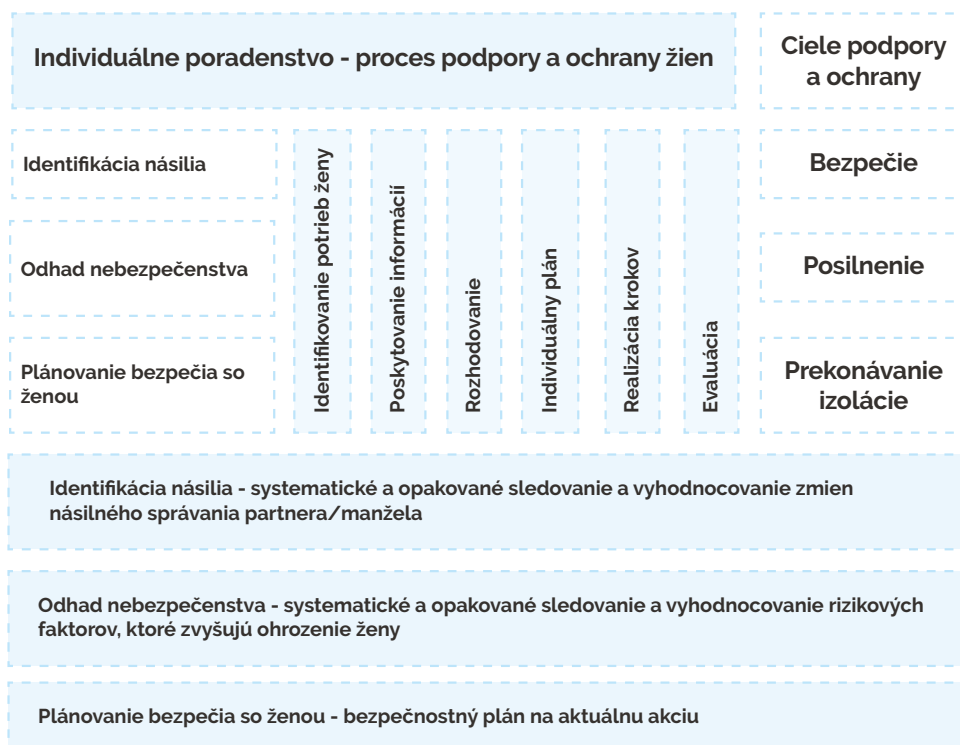 Individuálne poradenstvo - proces podpory a ochrany žien
Ciele podpory
a ochrany
Identifikácia násilia
Odhad nebezpečenstva
Plánovanie bezpečia so
ženou
Identifikovanie potrieb ženy
Poskytovanie informácií
Rozhodovanie
Individuálny plán
Realizácia krokov
Evaluácia
Bezpečie
Posilnenie
Prekonávanie
izolácie
Identifikácia násilia - systematické a opakované sledovanie a vyhodnocovanie zmien
násilného správania partnera/manžela
Odhad nebezpečenstva - systematické a opakované sledovanie a vyhodnocovanie rizikových
faktorov, ktoré zvyšujú ohrozenie ženy
Plánovanie bezpečia so ženou - bezpečnostný plán na aktuálnu akciu